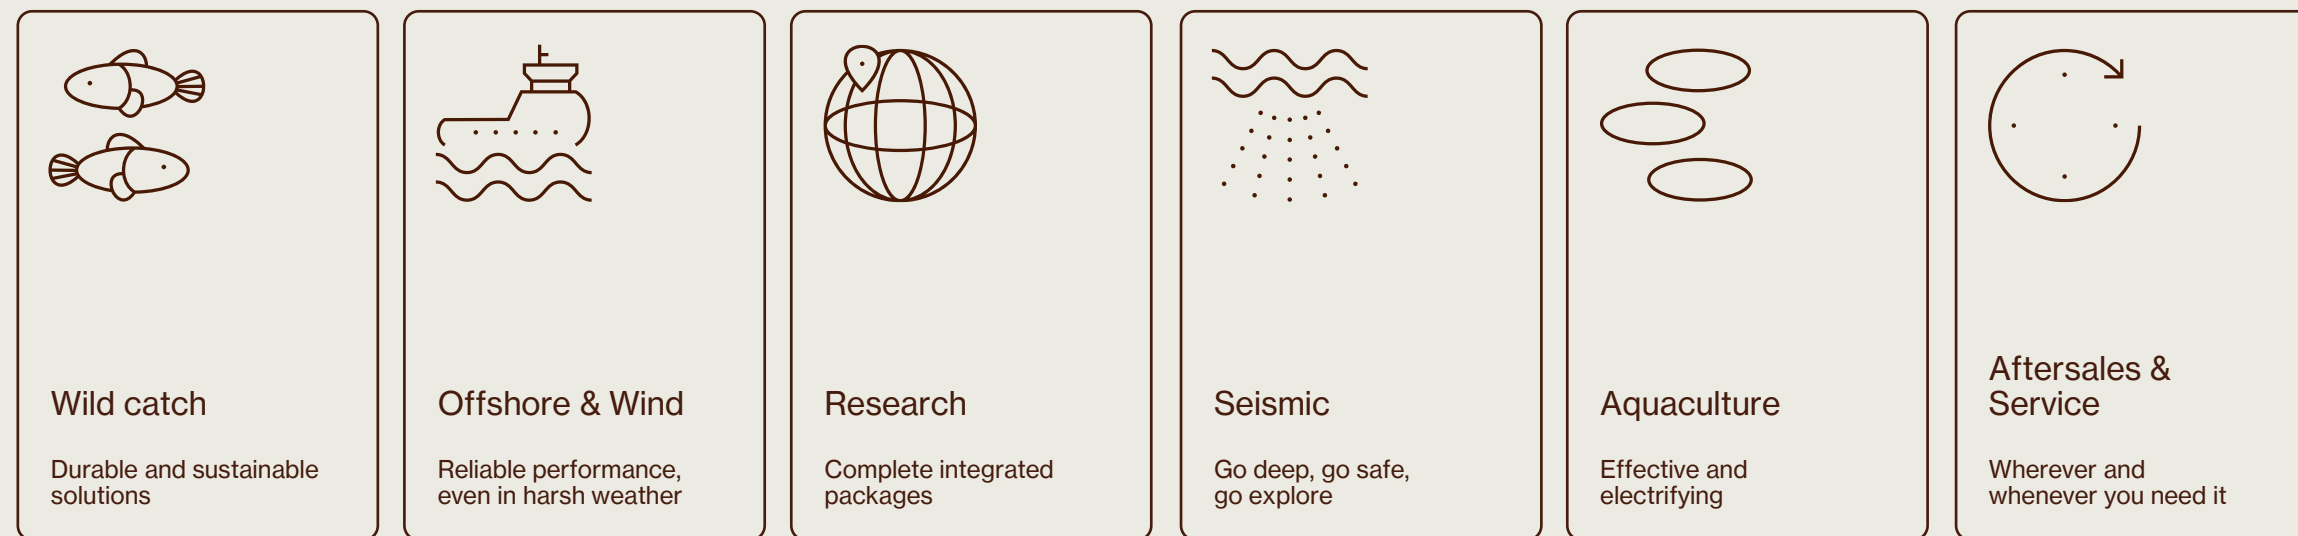 Wild catch
Durable and sustainable
solutions
Offshore & Wind
Reliable performance,
even in harsh weather
Research
Complete integrated
packages
Seismic
Go deep, go safe,
go explore
Aquaculture
Effective and
electrifying
Aftersales &
Service
Wherever and
whenever you need it